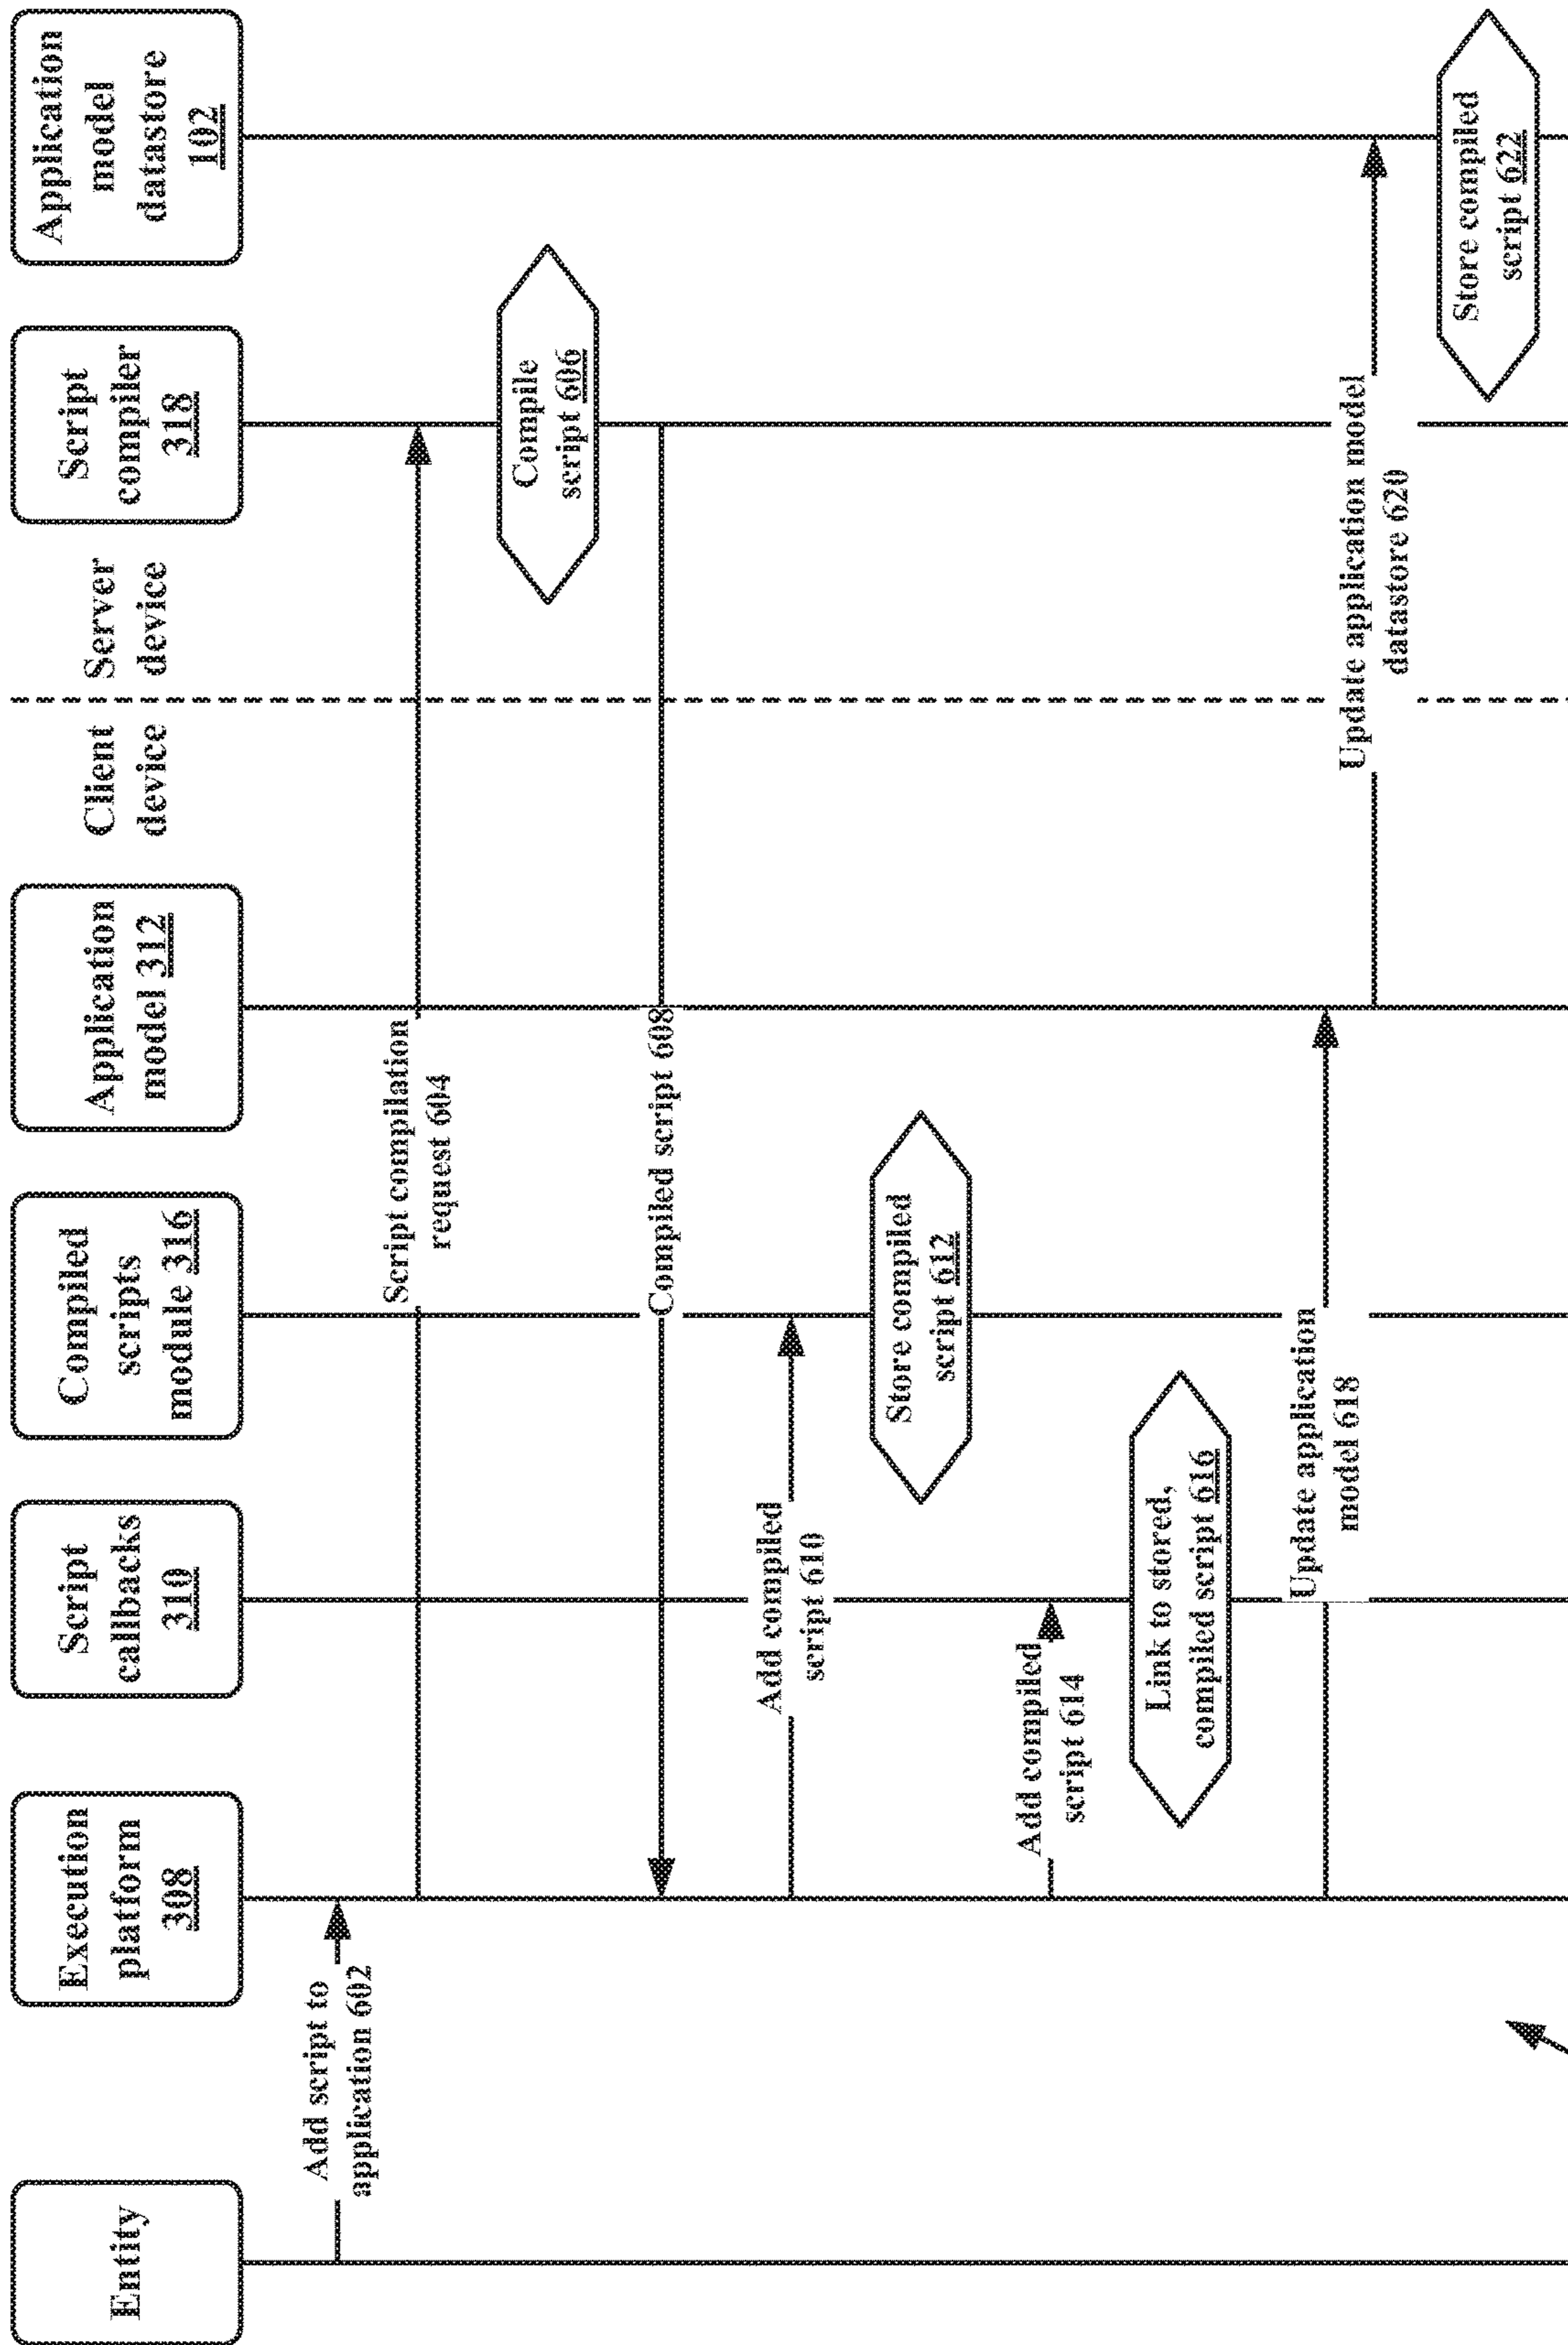 Entity
Execution
platform
308
Script
callbacks
310
Compiled
scripts
module 316
Application
model 312
Client
device
Server
device
Script
compiler
318
Application
model
datastore
102
Add script to
application 602
Script compilation
request 604
Compile
script 606
Compiled script 608
Add compiled
script 610
Store compiled
script 612
Add compiled
script 614
Link to stored,
compiled script 616
Update application
model 618
Update application model
datastore 620
Store compiled
script 622